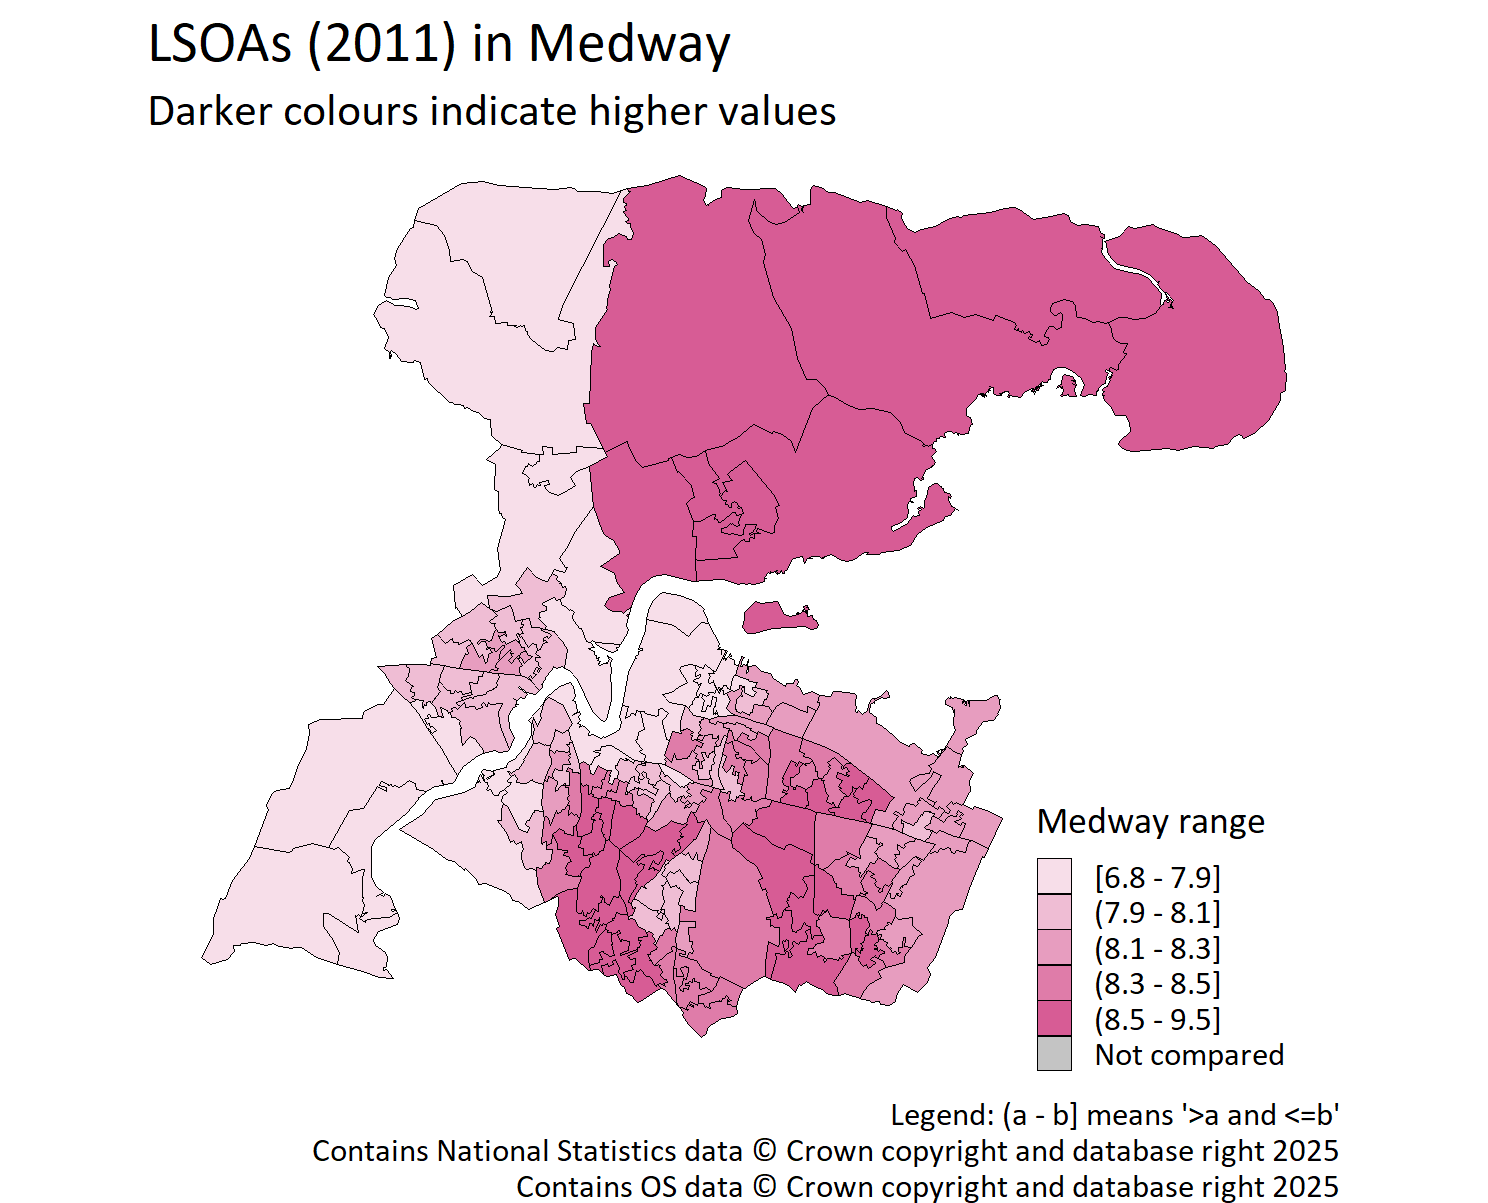 LSOAs (2011) in Medway
Darker colours indicate higher values
Medway range
[6.8 - 7.9]
(7.9 - 8.1]
(8.1 - 8.3]
(8.3 - 8.5]
(8.5 - 9.5]
Not compared
Legend: (a - b] means '>a and <=b'
Contains National Statistics data © Crown copyright and database right 2025
Contains OS data © Crown copyright and database right 2025